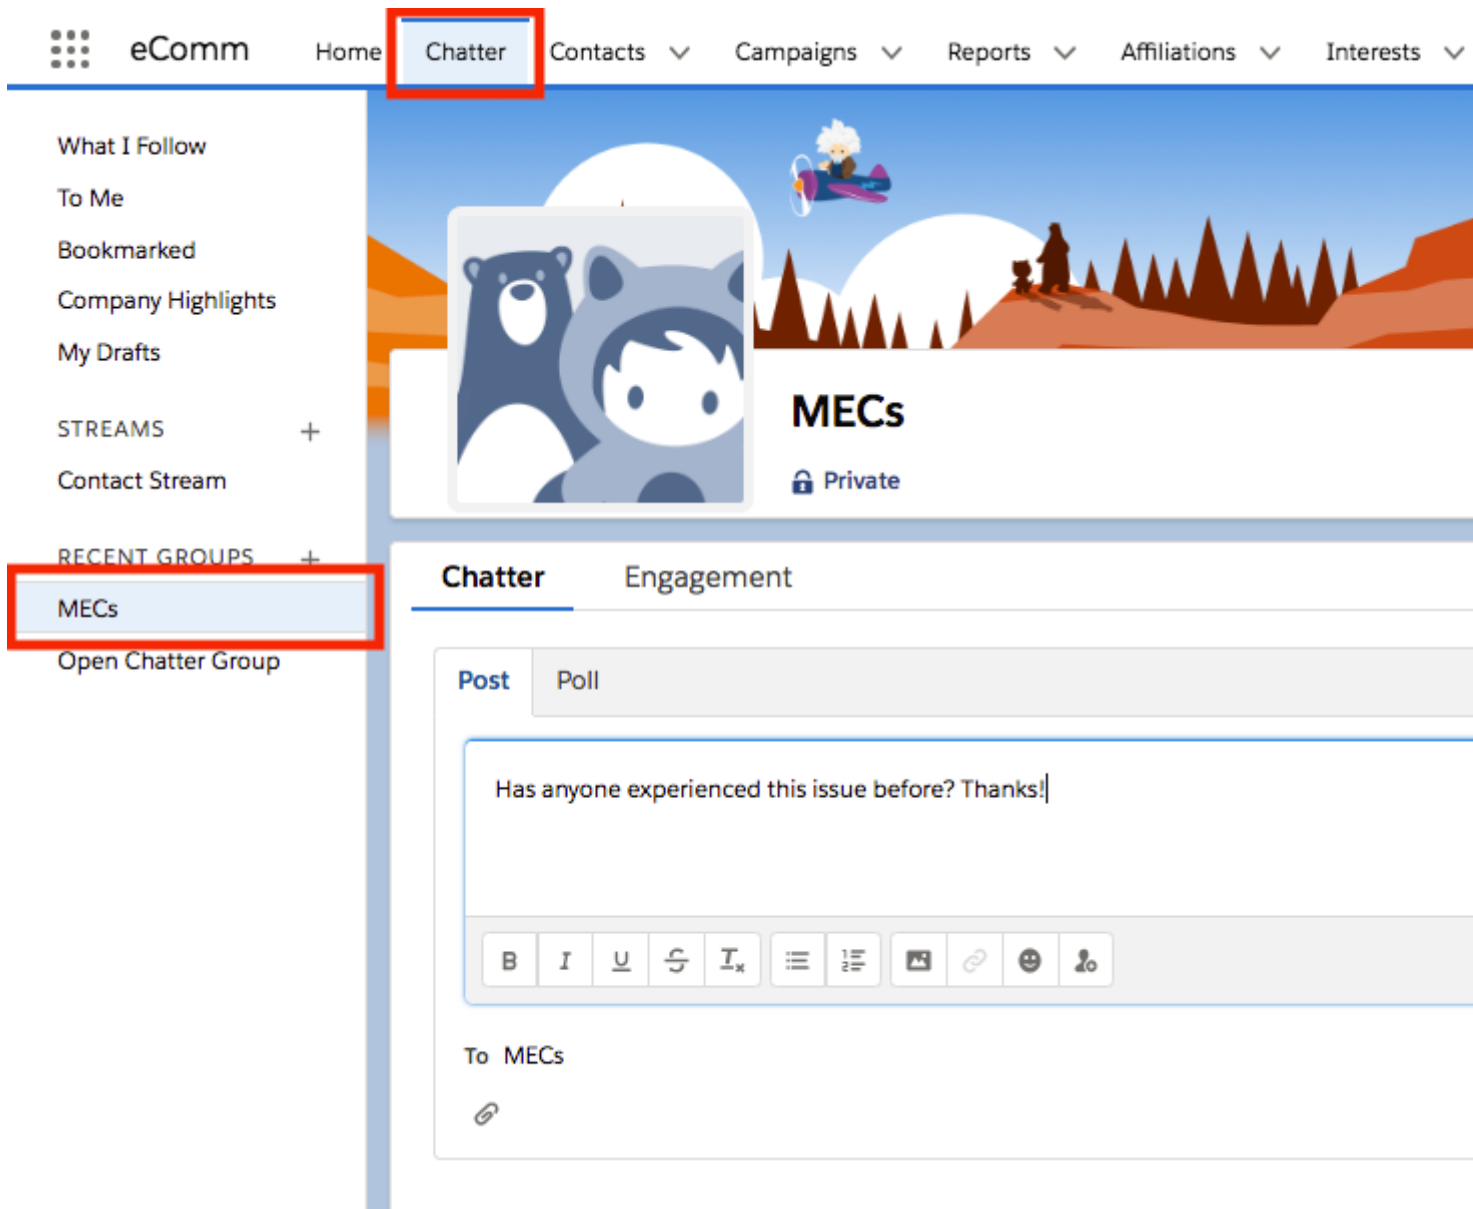 eComm Home Chatter Contacts Campaigns Reports Affiliations Interests
What I Follow
To Me
Bookmarked
Company Highlights
My Drafts
STREAMS
Contact Stream
RECENT GROUPS
MECs
Open Chatter Group
MECs
Private
Chatter Engagement
Post Poll
Has anyone experienced this issue before? Thanks!
B I U S Tx
To MECs